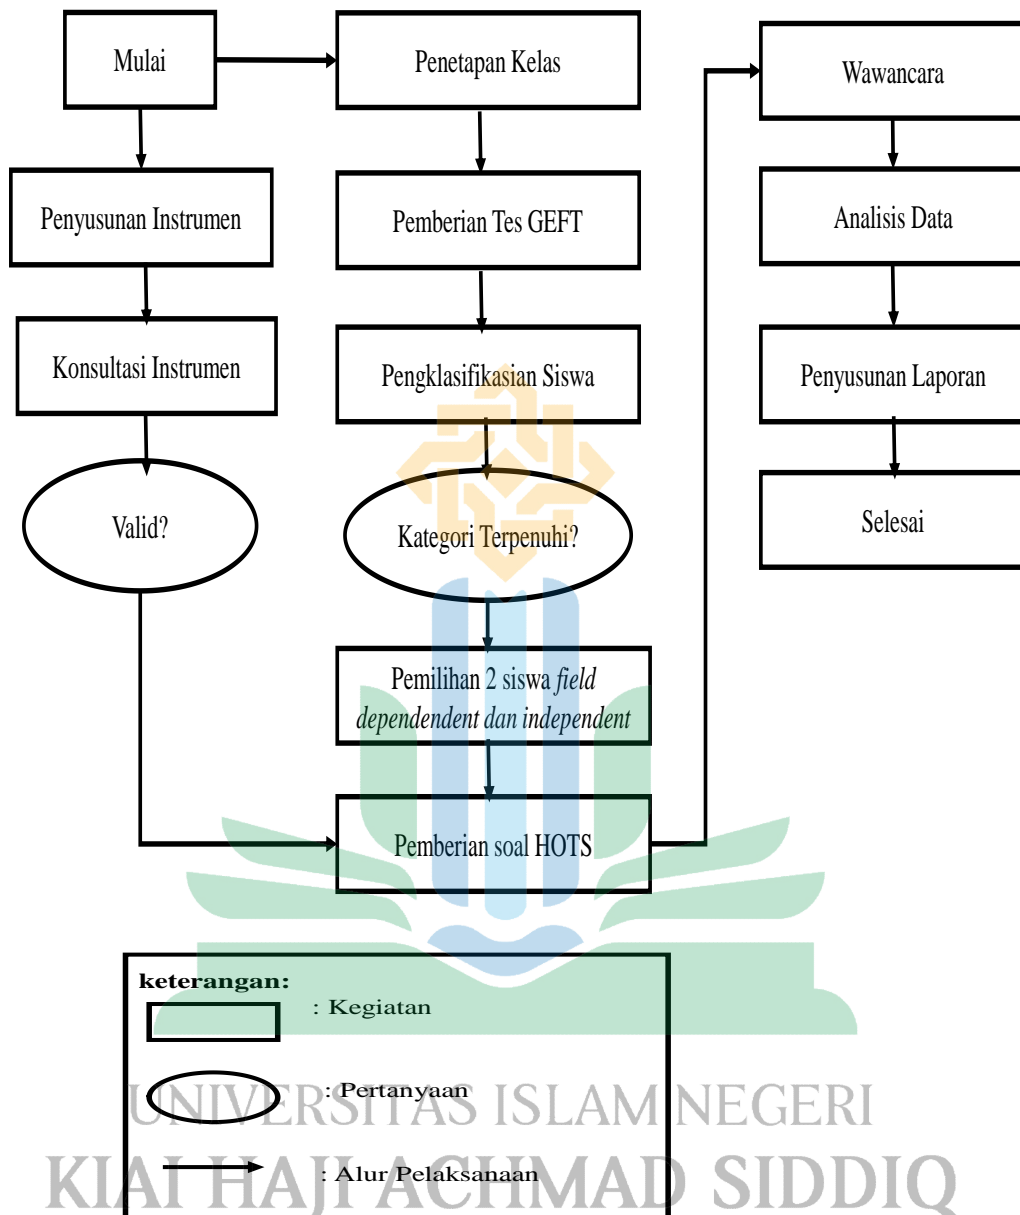 Mulai
Penyusunan Instrumen
Konsultasi Instrumen
Valid?
Penetapan Kelas
Pemberian Tes GEFT
Pengklasifikasian Siswa
Kategori Terpenuhi?
Pemilihan 2 siswa field
dependendent dan independent
Pemberian soal HOTS
Wawancara
Analisis Data
Penyusunan Laporan
Selesai
keterangan:
: Kegiatan
: Pertanyaan
: Alur Pelaksanaan
UNIVERSITAS ISLAM NEGERI
KIAI HAJI ACHMAD SIDDIQ